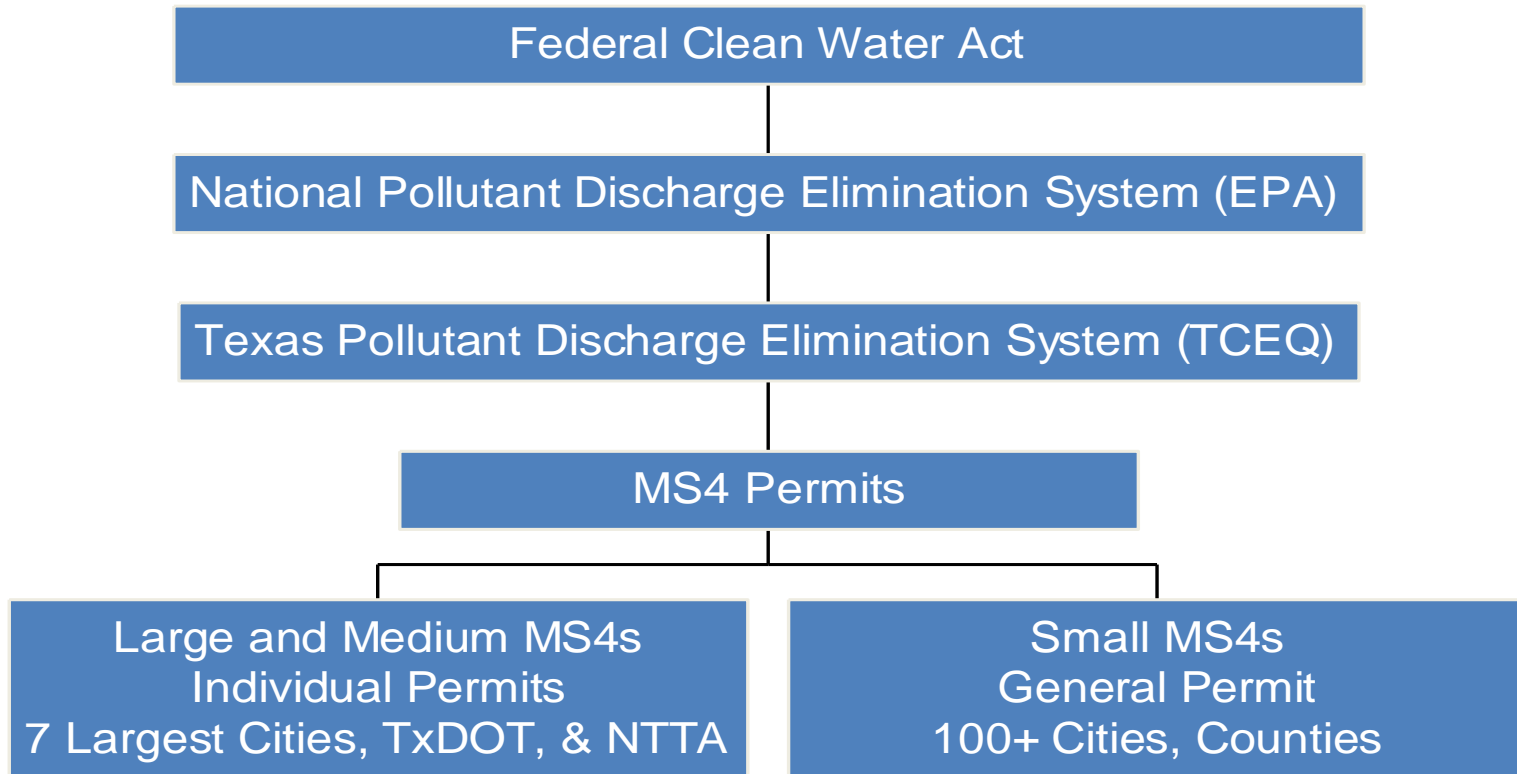 Federal Clean Water Act
National Pollutant Discharge Elimination System (EPA)
Texas Pollutant Discharge Elimination System (TCEQ)
MS4 Permits
Large and Medium MS4s
Individual Permits
7 Largest Cities, TxDOT, & NTTA
Small MS4s
General Permit
100+ Cities, Counties